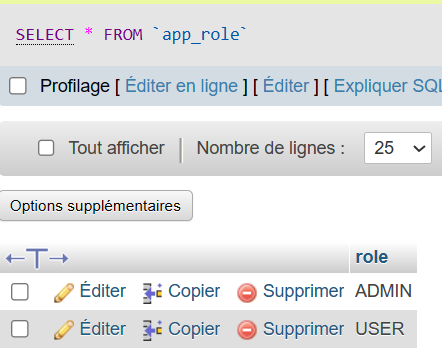 SELECT * FROM `app_role`
Profilage [ Éditer en ligne ] [ Éditer ] [ Expliquer SQL
Tout afficher | Nombre de lignes : 25
Options supplémentaires
←T→ role
Éditer Copier Supprimer ADMIN
Éditer Copier Supprimer USER